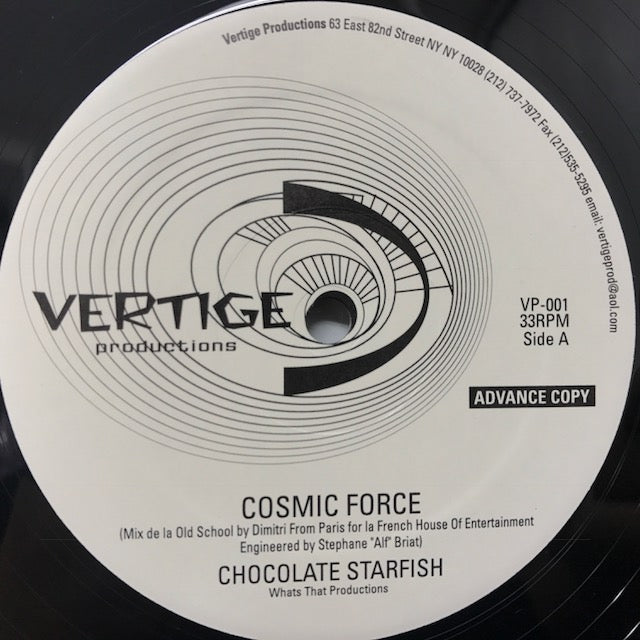 Vertige Productions 63 East 82nd Street NY NY 10028 (212) 737-7972 Fax (212)535-5295 email: vertigeprod@aol.com
VERTIGE
productions
VP-001
33RPM
Side A
ADVANCE COPY
COSMIC FORCE
(Mix de la Old School by Dimitri From Paris for la French House Of Entertainment
Engineered by Stephane "Alf" Briat)
CHOCOLATE STARFISH
Whats That Productions